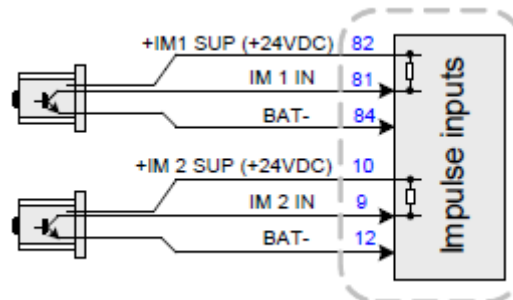 +IM1 SUP (+24VDC) 82
IM 1 IN 81
BAT- 84
+IM 2 SUP (+24VDC) 10
IM 2 IN 9
BAT- 12
Impulse inputs